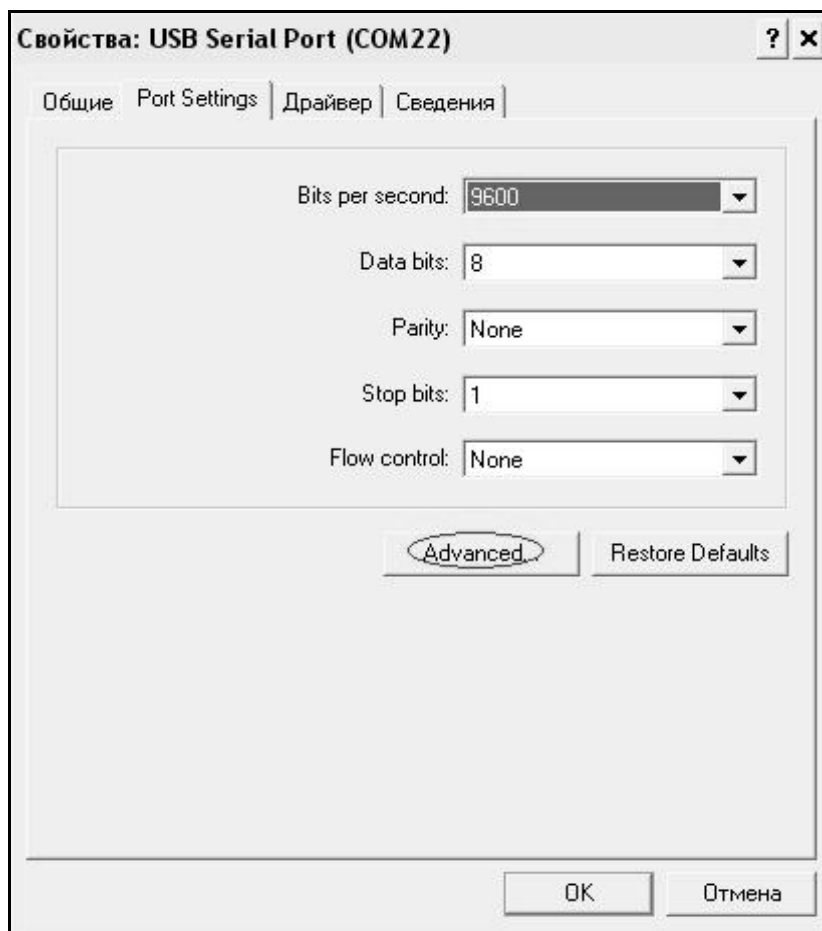 Свойства: USB Serial Port (COM22)
Общие Port Settings Драйвер Сведения
Bits per second: 9600
Data bits: 8
Parity: None
Stop bits: 1
Flow control: None
Advanced... Restore Defaults
OK Отмена